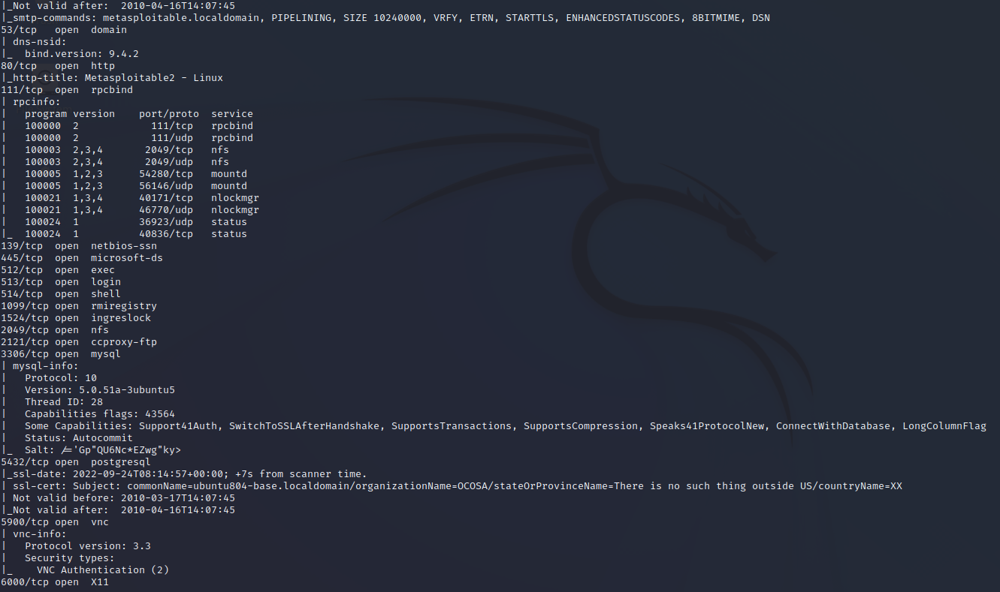 |_Not valid after:  2010-04-16T14:07:45
|_smtp-commands: metasploitable.localdomain, PIPELINING, SIZE 10240000, VRFY, ETRN, STARTTLS, ENHANCEDSTATUSCODES, 8BITMIME, DSN
53/tcp   open  domain
| dns-nsid:
|_  bind.version: 9.4.2
80/tcp   open  http
|_http-title: Metasploitable2 - Linux
111/tcp  open  rpcbind
| rpcinfo:
|   program version    port/proto  service
|   100000  2            111/tcp   rpcbind
|   100000  2            111/udp   rpcbind
|   100003  2,3,4       2049/tcp   nfs
|   100003  2,3,4       2049/udp   nfs
|   100005  1,2,3      54280/tcp   mountd
|   100005  1,2,3      56146/udp   mountd
|   100021  1,3,4      40171/tcp   nlockmgr
|   100021  1,3,4      46770/udp   nlockmgr
|   100024  1          36923/udp   status
|_  100024  1          40836/tcp   status
139/tcp  open  netbios-ssn
445/tcp  open  microsoft-ds
512/tcp  open  exec
513/tcp  open  login
514/tcp  open  shell
1099/tcp open  rmiregistry
1524/tcp open  ingreslock
2049/tcp open  nfs
2121/tcp open  ccproxy-ftp
3306/tcp open  mysql
| mysql-info:
|   Protocol: 10
|   Version: 5.0.51a-3ubuntu5
|   Thread ID: 28
|   Capabilities flags: 43564
|   Some Capabilities: Support41Auth, SwitchToSSLAfterHandshake, SupportsTransactions, SupportsCompression, Speaks41ProtocolNew, ConnectWithDatabase, LongColumnFlag
|   Status: Autocommit
|_  Salt: /='Gp"QU6Nc*EZwg"ky>
5432/tcp open  postgresql
|_ssl-date: 2022-09-24T08:14:57+00:00; +7s from scanner time.
| ssl-cert: Subject: commonName=ubuntu804-base.localdomain/organizationName=OCOSA/stateOrProvinceName=There is no such thing outside US/countryName=XX
| Not valid before: 2010-03-17T14:07:45
|_Not valid after:  2010-04-16T14:07:45
5900/tcp open  vnc
| vnc-info:
|   Protocol version: 3.3
|   Security types:
|_    VNC Authentication (2)
6000/tcp open  X11